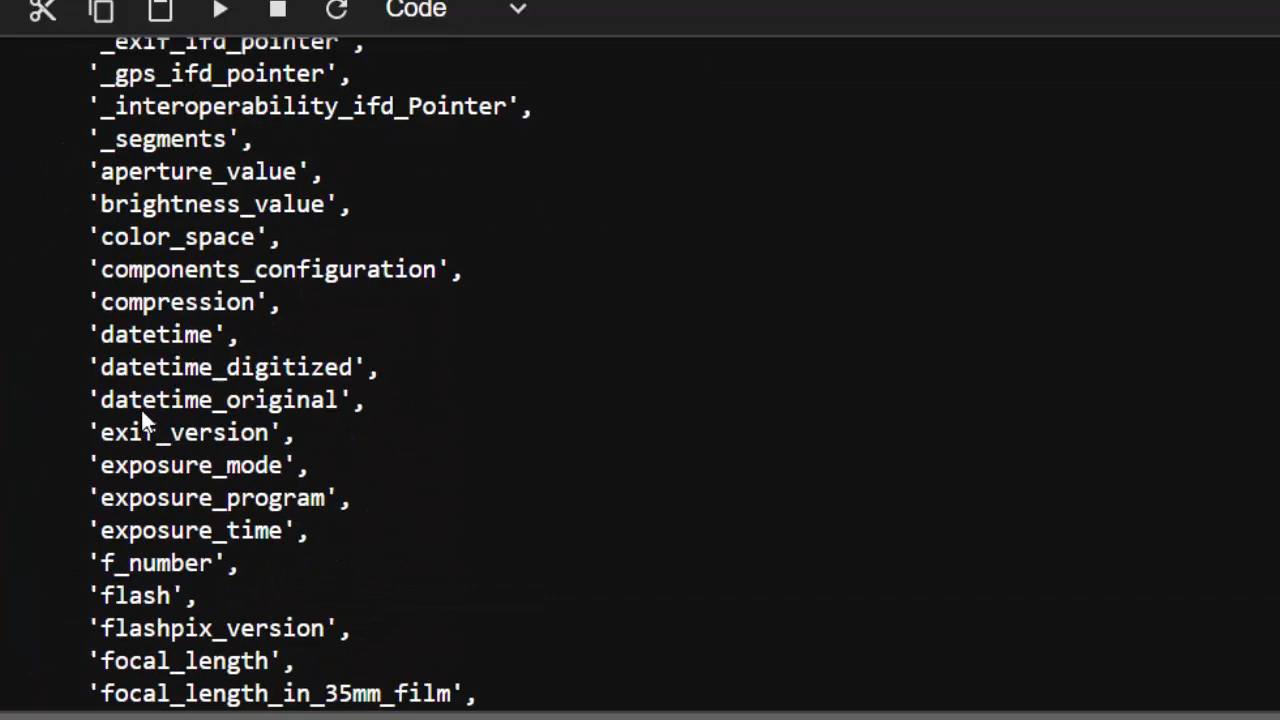 Code
'_exif_ifd_pointer',
'_gps_ifd_pointer',
'_interoperability_ifd_Pointer',
'_segments',
'aperture_value',
'brightness_value',
'color_space',
'components_configuration',
'compression',
'datetime',
'datetime_digitized',
'datetime_original',
'exif_version',
'exposure_mode',
'exposure_program',
'exposure_time',
'f_number',
'flash',
'flashpix_version',
'focal_length',
'focal_length_in_35mm_film',